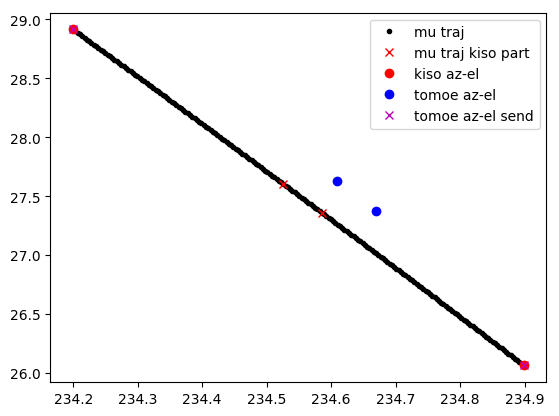 29.0
28.5
28.0
27.5
27.0
26.5
26.0
234.2 234.3 234.4 234.5 234.6 234.7 234.8 234.9
mu traj
mu traj kiso part
kiso az-el
tomoe az-el
tomoe az-el send